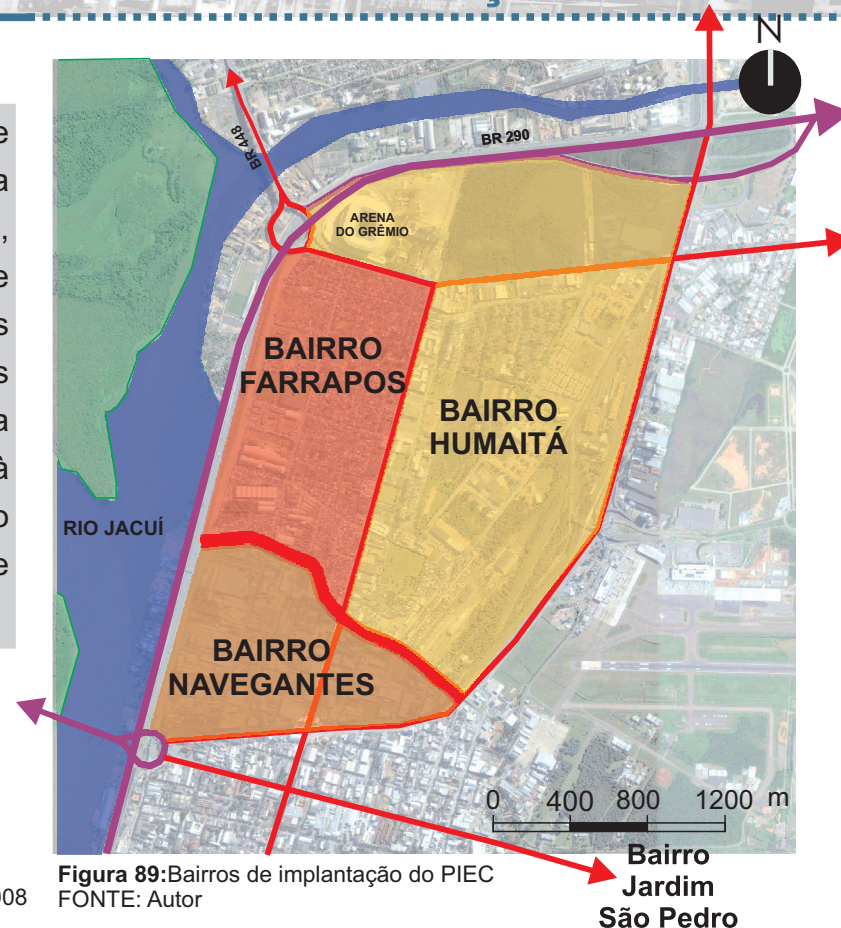 N
BR 448
BR 290
ARENA
DO GRÊMIO
BAIRRO
FARRAPOS
BAIRRO
HUMAITÁ
RIO JACUÍ
BAIRRO
NAVEGANTES
0 400 800 1200 m
Bairro
Jardim
São Pedro
Figura 89:Bairros de implantação do PIEC
FONTE: Autor
08
e
a
,
e
s
s
a
à
o
e